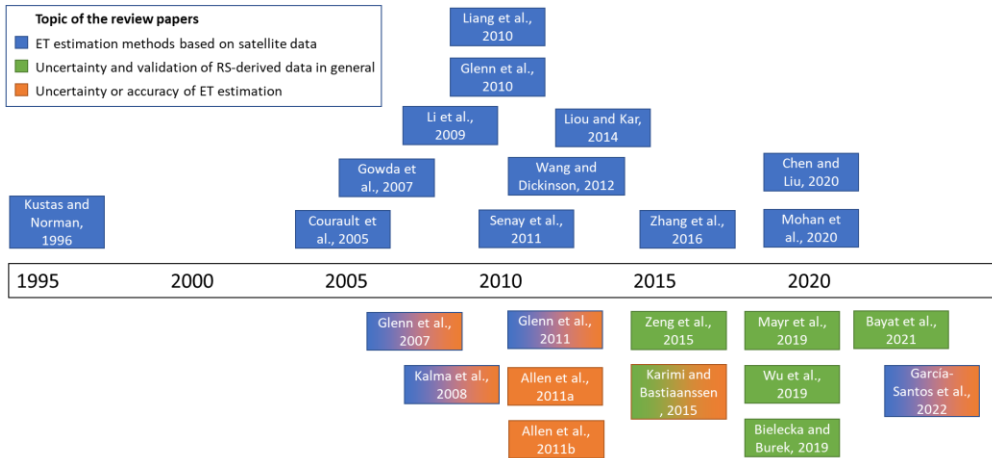 Topic of the review papers
ET estimation methods based on satellite data
Uncertainty and validation of RS-derived data in general
Uncertainty or accuracy of ET estimation
Liang et al.,
2010
Glenn et al.,
2010
Li et al.,
2009
Liou and Kar,
2014
Gowda et
al., 2007
Wang and
Dickinson, 2012
Chen and
Liu, 2020
Kustas and
Norman,
1996
Courault et
al., 2005
Senay et al.,
2011
Zhang et al.,
2016
Mohan et
al., 2020
1995 2000 2005 2010 2015 2020
Glenn et al.,
2007
Glenn et al.,
2011
Zeng et al.,
2015
Mayr et al.,
2019
Bayat et al.,
2021
Kalma et al.,
2008
Allen et al.,
2011a
Karimi and
Bastiaanssen
, 2015
Wu et al.,
2019
García-
Santos et
al., 2022
Allen et al.,
2011b
Bielecka and
Burek, 2019